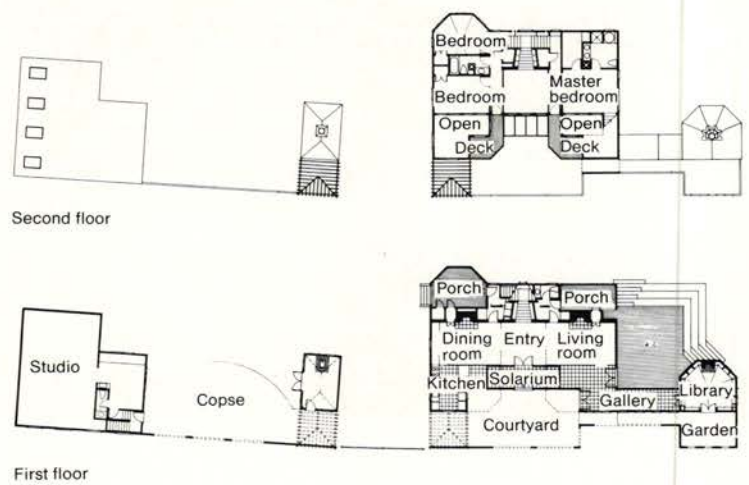 Bedroom
Bedroom
Master
bedroom
Open
Deck
Open
Deck
Second floor
Porch
Porch
Dining
room
Entry
Living
room
Studio
Kitchen
Solarium
Copse
Gallery
Library
Courtyard
Garden
First floor